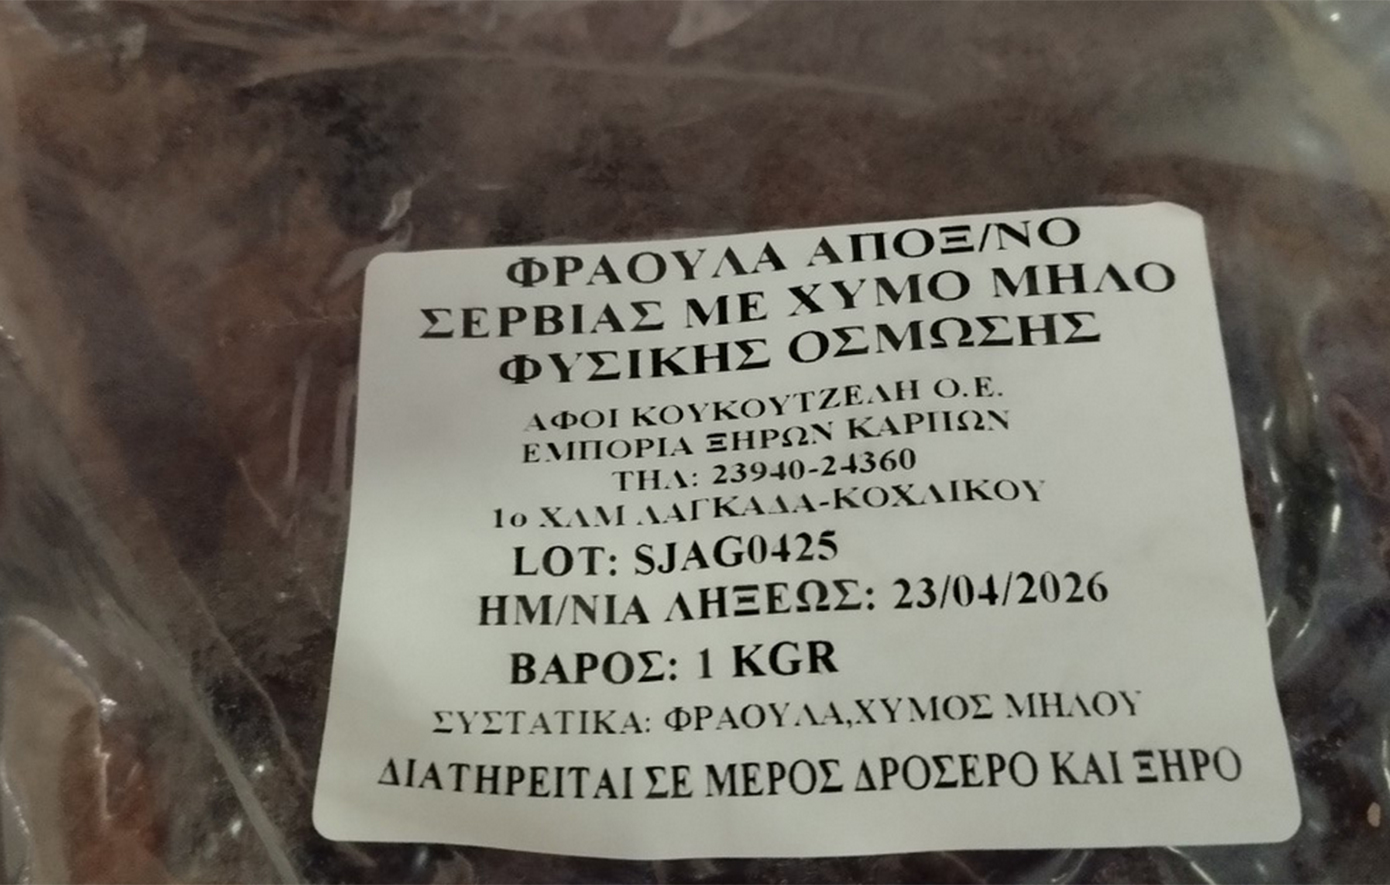 ΦΡΑΟΥΛΑ ΑΠΟΞ/ΝΟ
ΣΕΡΒΙΑΣ ΜΕ ΧΥΜΟ ΜΗΛΟ
ΦΥΣΙΚΗΣ ΟΣΜΩΣΗΣ
ΑΦΟΙ ΚΟΥΚΟΥΤΖΕΛΗ Ο.Ε.
ΕΜΠΟΡΙΑ ΞΗΡΩΝ ΚΑΡΠΩΝ
ΤΗΛ: 23940-24360
1ο ΧΛΜ ΛΑΓΚΑΔΑ-ΚΟΧΛΙΚΟΥ
LOT: SJAG0425
ΗΜ/ΝΙΑ ΛΗΞΕΩΣ: 23/04/2026
ΒΑΡΟΣ: 1 KGR
ΣΥΣΤΑΤΙΚΑ: ΦΡΑΟΥΛΑ,ΧΥΜΟΣ ΜΗΛΟΥ
ΔΙΑΤΗΡΕΙΤΑΙ ΣΕ ΜΕΡΟΣ ΔΡΟΣΕΡΟ ΚΑΙ ΞΗΡΟ